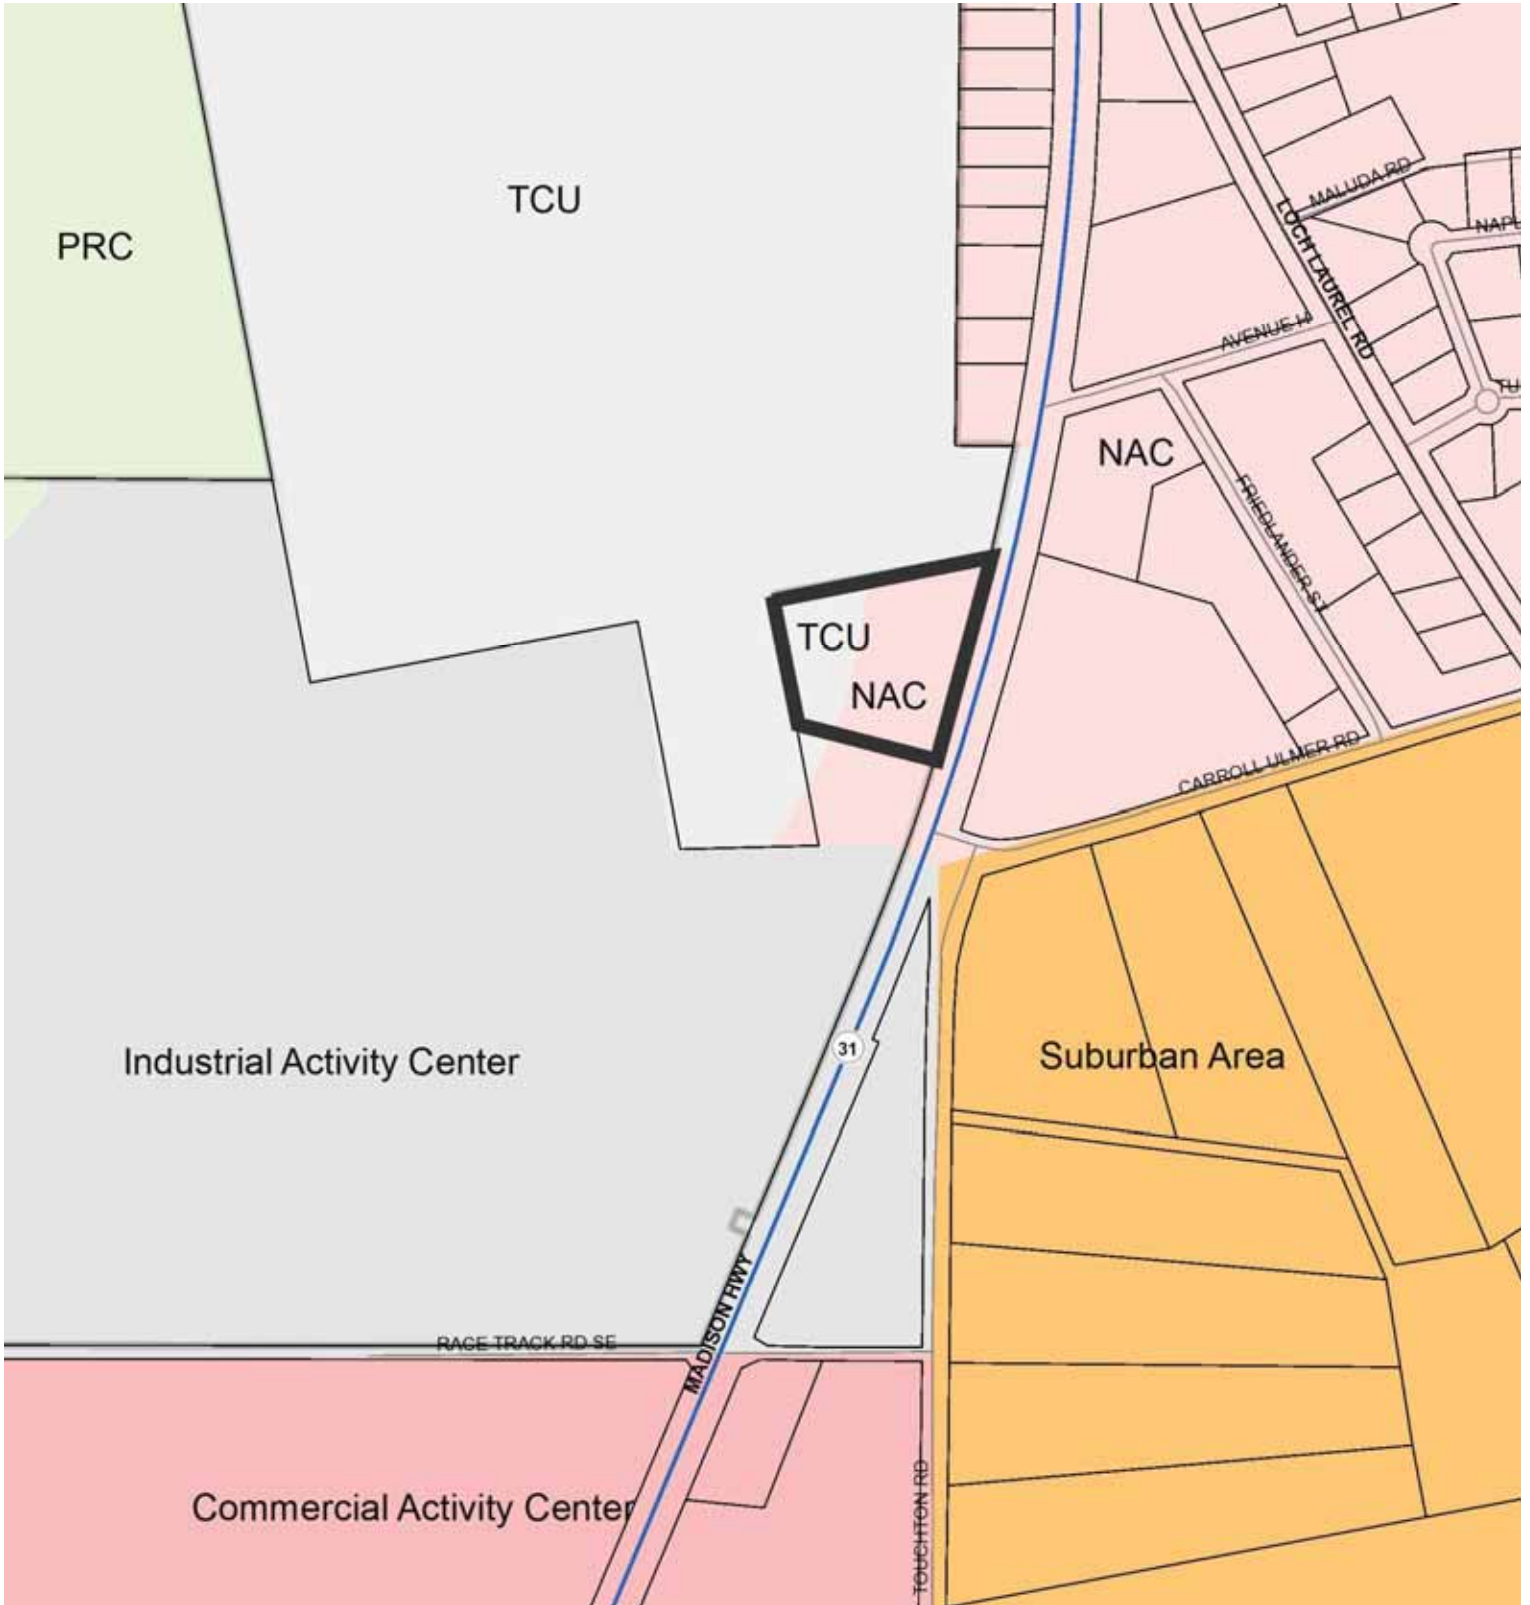 TCU
PRC
MALUDA RD
LOCH LAUREL RD
AVENUE H
NAC
FRIEDLANDER ST
TCU
NAC
CARROLL ULMER RD
31
Industrial Activity Center
Suburban Area
MADISON HWY
RACE TRACK RD SE
Commercial Activity Center
TOUCHTON RD